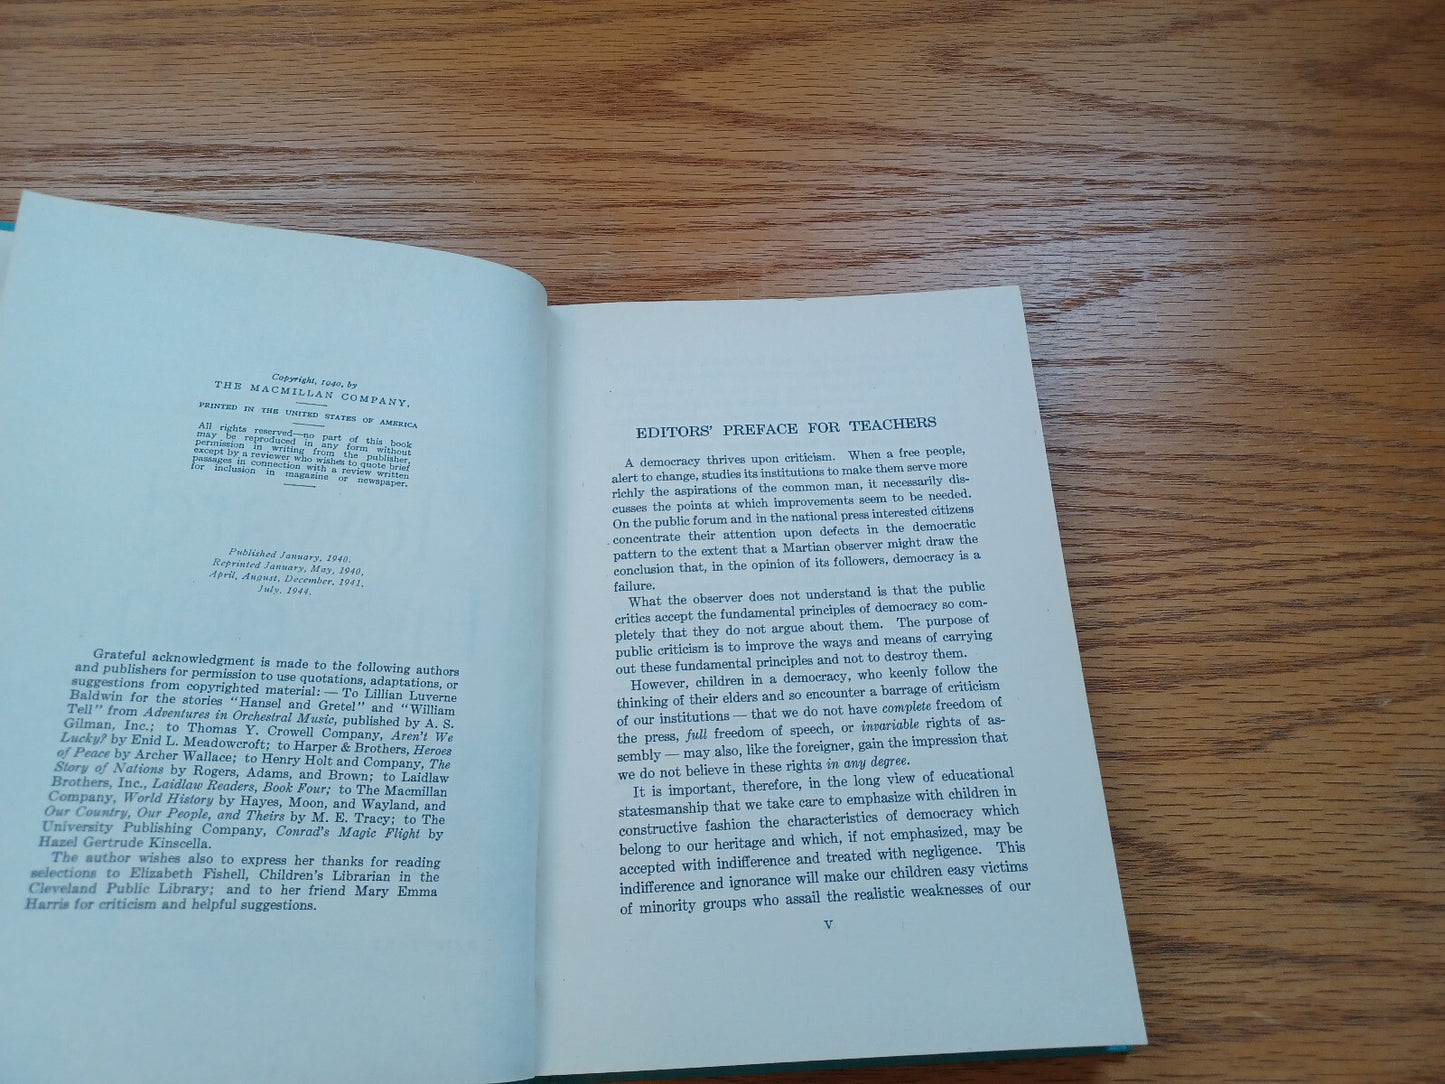 Copyright, 1940, by
THE MACMILLAN COMPANY.
PRINTED IN THE UNITED STATES OF AMERICA
All rights reserved—no part of this book
may be reproduced in any form without
permission in writing from the publisher,
except by a reviewer who wishes to quote brief
passages in connection with a review written
for inclusion in magazine or newspaper.
Published January, 1940.
Reprinted January, May, 1940.
April, August, December, 1941.
July, 1944.
Grateful acknowledgment is made to the following authors
and publishers for permission to use quotations, adaptations, or
suggestions from copyrighted material: — To Lillian Luverne
Baldwin for the stories "Hansel and Gretel" and "William
Tell" from Adventures in Orchestral Music, published by A. S.
Gilman, Inc.; to Thomas Y. Crowell Company, Aren't We
Lucky? by Enid L. Meadowcroft; to Harper & Brothers, Heroes
of Peace by Archer Wallace; to Henry Holt and Company, The
Story of Nations by Rogers, Adams, and Brown; to Laidlaw
Brothers, Inc., Laidlaw Readers, Book Four; to The Macmillan
Company, World History by Hayes, Moon, and Wayland, and
Our Country, Our People, and Theirs by M. E. Tracy; to The
University Publishing Company, Conrad's Magic Flight by
Hazel Gertrude Kinscella.
The author wishes also to express her thanks for reading
selections to Elizabeth Fishell, Children's Librarian in the
Cleveland Public Library; and to her friend Mary Emma
Harris for criticism and helpful suggestions.
EDITORS' PREFACE FOR TEACHERS
A democracy thrives upon criticism. When a free people,
alert to change, studies its institutions to make them serve more
richly the aspirations of the common man, it necessarily dis-
cusses the points at which improvements seem to be needed.
On the public forum and in the national press interested citizens
concentrate their attention upon defects in the democratic
pattern to the extent that a Martian observer might draw the
conclusion that, in the opinion of its followers, democracy is a
failure.
What the observer does not understand is that the public
critics accept the fundamental principles of democracy so com-
pletely that they do not argue about them. The purpose of
public criticism is to improve the ways and means of carrying
out these fundamental principles and not to destroy them.
However, children in a democracy, who keenly follow the
thinking of their elders and so encounter a barrage of criticism
of our institutions — that we do not have complete freedom of
the press, full freedom of speech, or invariable rights of as-
sembly — may also, like the foreigner, gain the impression that
we do not believe in these rights in any degree.
It is important, therefore, in the long view of educational
statesmanship that we take care to emphasize with children in
constructive fashion the characteristics of democracy which
belong to our heritage and which, if not emphasized, may be
accepted with indifference and treated with negligence. This
indifference and ignorance will make our children easy victims
of minority groups who assail the realistic weaknesses of our
v